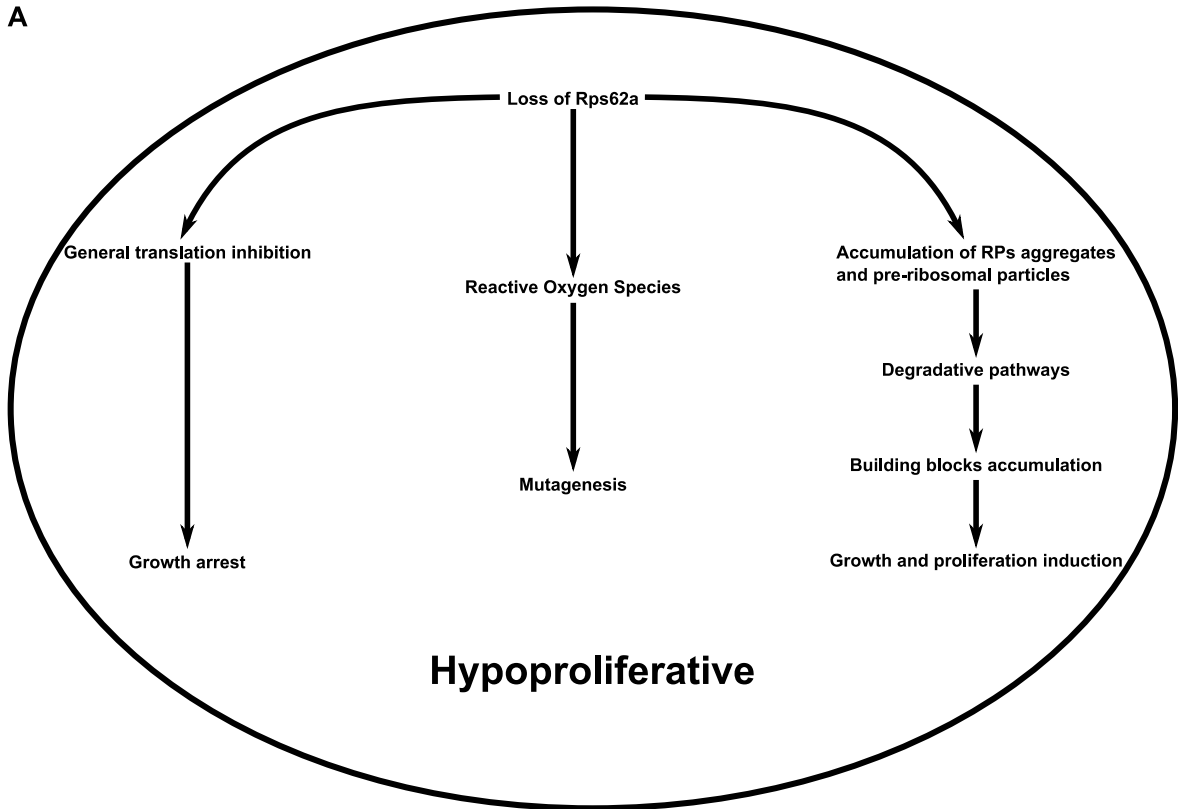 A
Loss of Rps62a
General translation inhibition
Accumulation of RPs aggregates
and pre-ribosomal particles
Reactive Oxygen Species
Degradative pathways
Building blocks accumulation
Mutagenesis
Growth arrest
Growth and proliferation induction
Hypoproliferative